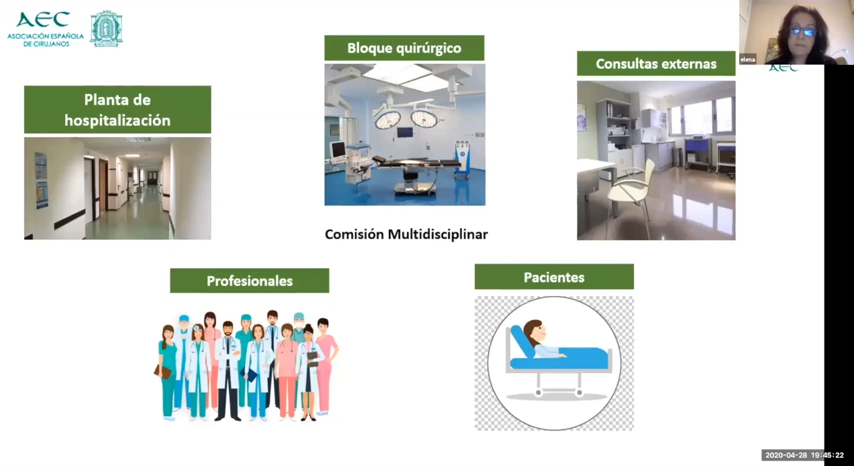 AEC
ASOCIACIÓN ESPAÑOLA
DE CIRUJANOS
Bloque quirúrgico
Consultas externas
Planta de
hospitalización
Comisión Multidisciplinar
Profesionales
Pacientes
elena
AEC
2020-04-28 19:45:22